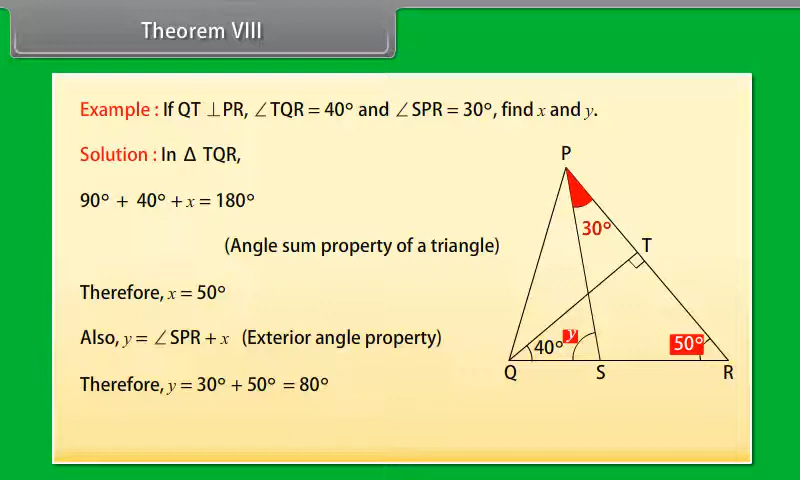 Theorem VIII
Example : If QT ⊥PR, ∠TQR = 40° and ∠SPR = 30°, find x and y.
Solution : In Δ TQR,
90° + 40° + x = 180°
(Angle sum property of a triangle)
Therefore, x = 50°
Also, y = ∠SPR + x (Exterior angle property)
Therefore, y = 30° + 50° = 80°
P
30°
T
40°
y
50°
Q
S
R